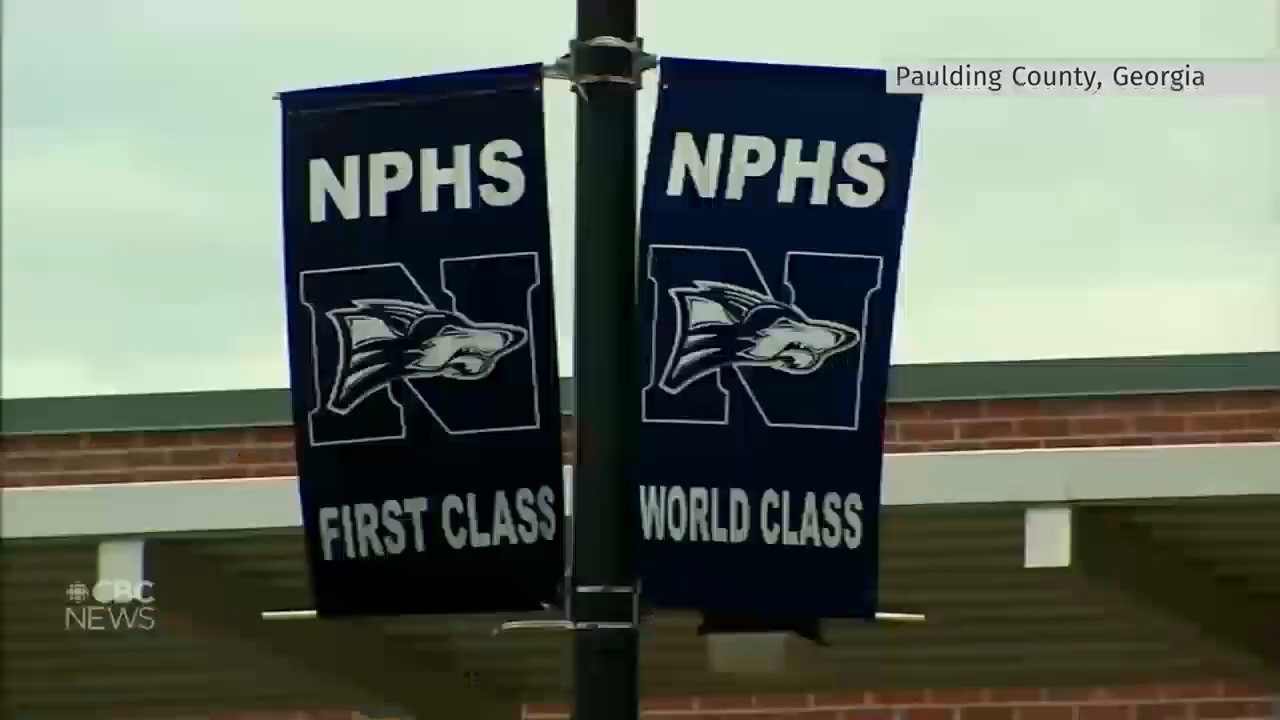 Paulding County, Georgia
NPHS
N
FIRST CLASS
NPHS
N
WORLD CLASS
CBC
NEWS